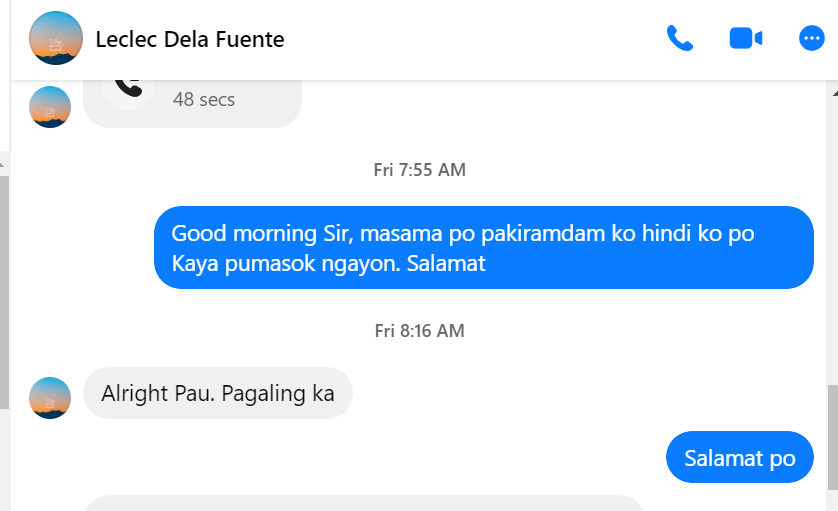 Leclec Dela Fuente
48 secs
Fri 7:55 AM
Good morning Sir, masama po pakiramdam ko hindi ko po
Kaya pumasok ngayon. Salamat
Fri 8:16 AM
Alright Pau. Pagaling ka
Salamat po